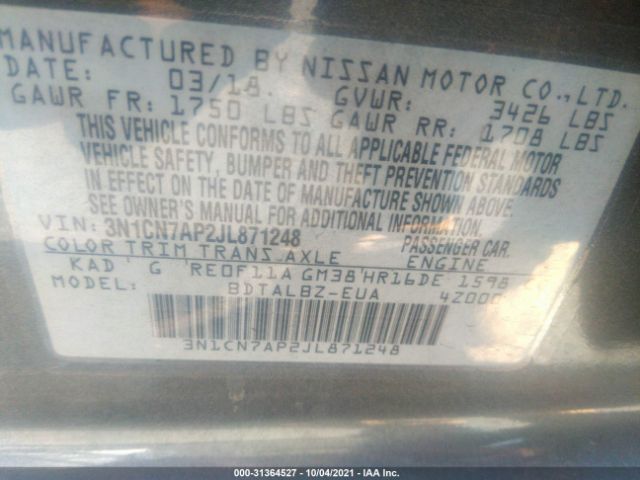 MANUFACTURED BY NISSAN MOTOR CO., LTD.
DATE: 03/18. GVWR: 3426 LBS
GAWR FR: 1750 LBS GAWR RR: 1708 LBS
THIS VEHICLE CONFORMS TO ALL APPLICABLE FEDERAL MOTOR
VEHICLE SAFETY, BUMPER AND THEFT PREVENTION STANDARDS
IN EFFECT ON THE DATE OF MANUFACTURE SHOWN ABOVE.
SEE OWNER'S MANUAL FOR ADDITIONAL INFORMATION.
VIN: 3N1CN7AP2JL871248 PASSENGER CAR.
COLOR TRIM TRANS. AXLE ENGINE
KAD G RE0F11A GM38 HR16DE 1598
BDTALBZ-EUA 4Z000
3N1CN7AP2JL871248
000-31364527 - 10/04/2021 - IAA Inc.